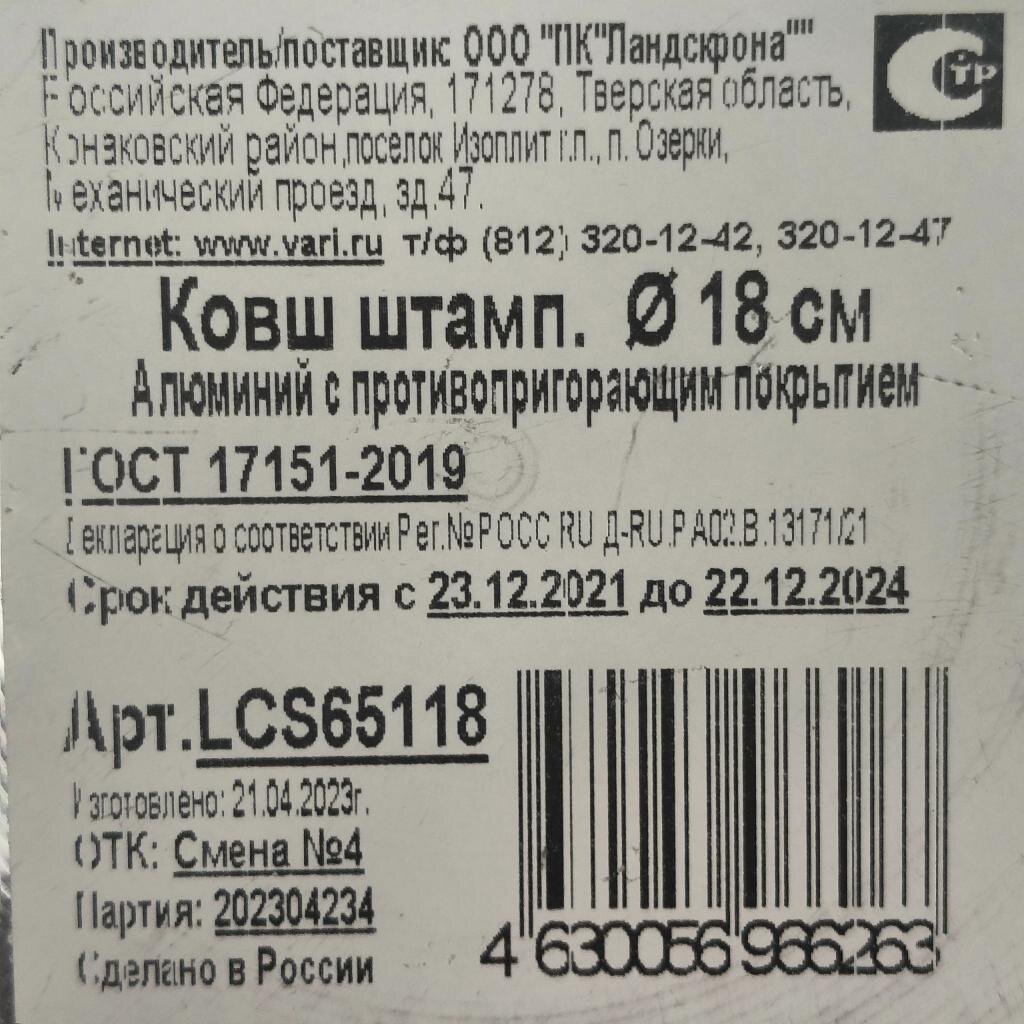 Производитель/поставщик: ООО "ПК"Ландскрона""
Российская Федерация, 171278, Тверская область,
Конаковский район,поселок Изоплит г.п., п. Озерки,
Механический проезд, зд.47.
Internet: www.vari.ru т/ф (812) 320-12-42, 320-12-47
Ковш штамп. Ø 18 см
Алюминий с противопригорающим покрытием
ГОСТ 17151-2019
Декларация о соответствии Рег.№РОСС RU Д-RU.РА02.В.13171/21
Срок действия с 23.12.2021 до 22.12.2024
Арт.LCS65118
Изготовлено: 21.04.2023г.
ОТК: Смена №4
Партия: 202304234
Сделано в России
4 630056 966263